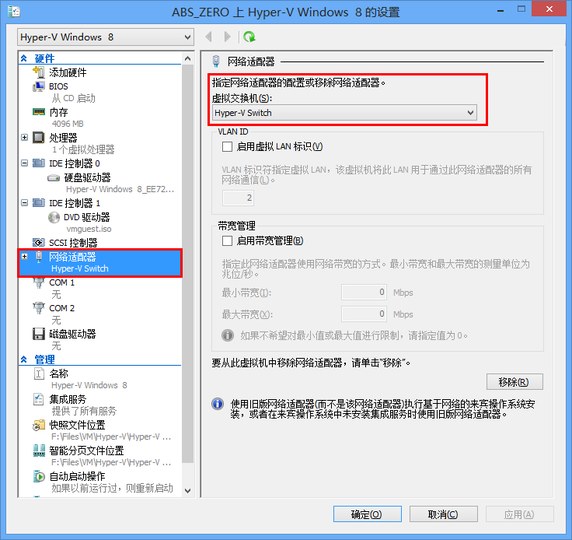 ABS_ZERO 上 Hyper-V Windows 8 的设置
Hyper-V Windows 8
硬件
添加硬件
BIOS
从 CD 启动
内存
4096 MB
处理器
1 个虚拟处理器
IDE 控制器 0
硬盘驱动器
Hyper-V Windows 8_EE72...
IDE 控制器 1
DVD 驱动器
vmguest.iso
SCSI 控制器
网络适配器
Hyper-V Switch
COM 1
无
COM 2
无
磁盘驱动器
无
管理
名称
Hyper-V Windows 8
集成服务
提供了所有服务
快照文件位置
F:\Files\VM\Hyper-V\Hyper-V ...
智能分页文件位置
F:\Files\VM\Hyper-V\Hyper-V ...
自动启动操作
如果以前运行过，则重新启动
网络适配器
指定网络适配器的配置或移除网络适配器。
虚拟交换机(S):
Hyper-V Switch
VLAN ID
启用虚拟 LAN 标识(V)
VLAN 标识符指定虚拟 LAN，该虚拟机将此 LAN 用于通过此网络适配器的所有
网络通信(L)。
2
带宽管理
启用带宽管理(B)
指定此网络适配器使用网络带宽的方式。最小带宽和最大带宽的测量单位为
兆位/秒。
最小带宽(I): 0 Mbps
最大带宽(T): 0 Mbps
如果不希望对最小值或最大值进行限制，请指定值为 0。
要从此虚拟机中移除网络适配器，请单击“移除”。
移除(R)
使用旧版网络适配器(而不是该网络适配器)执行基于网络的来宾操作系统安
装，或者在来宾操作系统中未安装集成服务时使用旧版网络适配器。
确定(O) 取消(C) 应用(A)